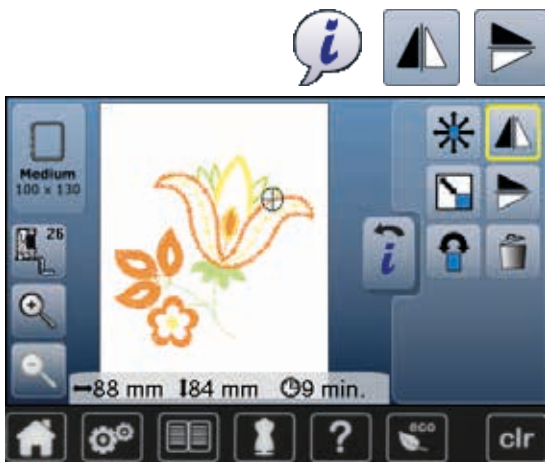 i
Medium
100 x 130
26
i
88 mm 84 mm 9 min.
? eco clr